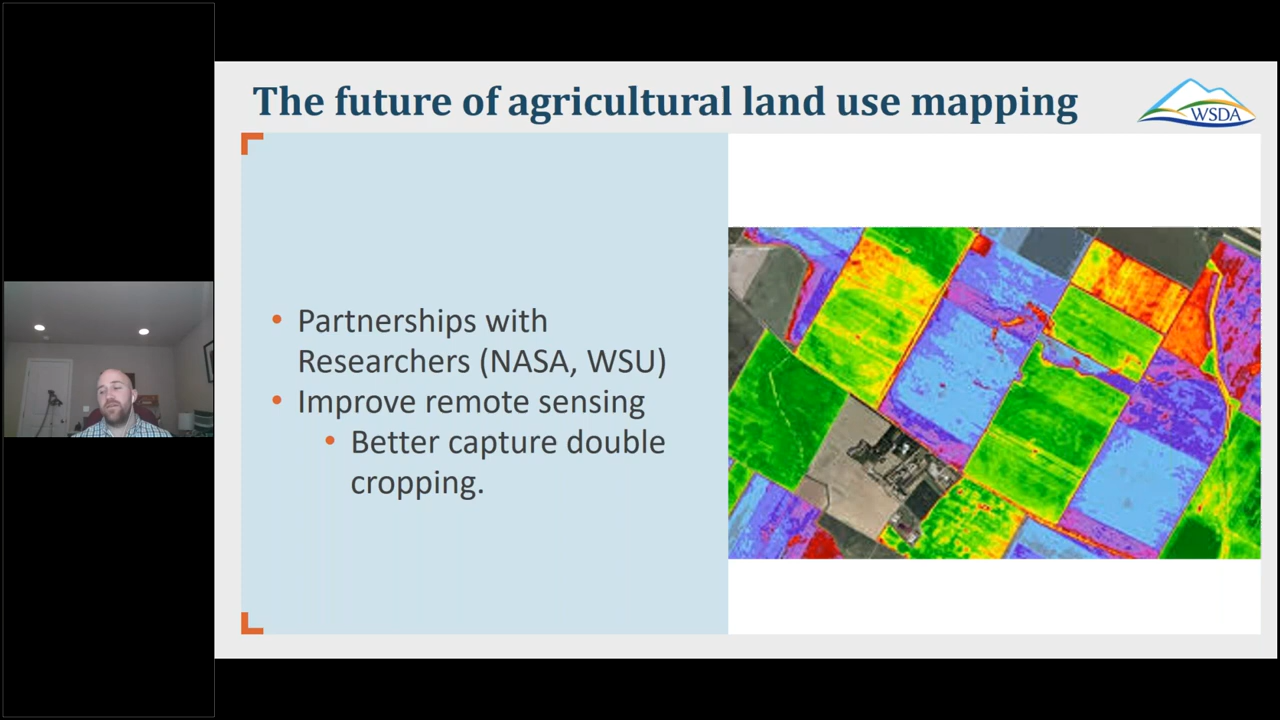 The future of agricultural land use mapping
WSDA
• Partnerships with
Researchers (NASA, WSU)
• Improve remote sensing
• Better capture double
cropping.